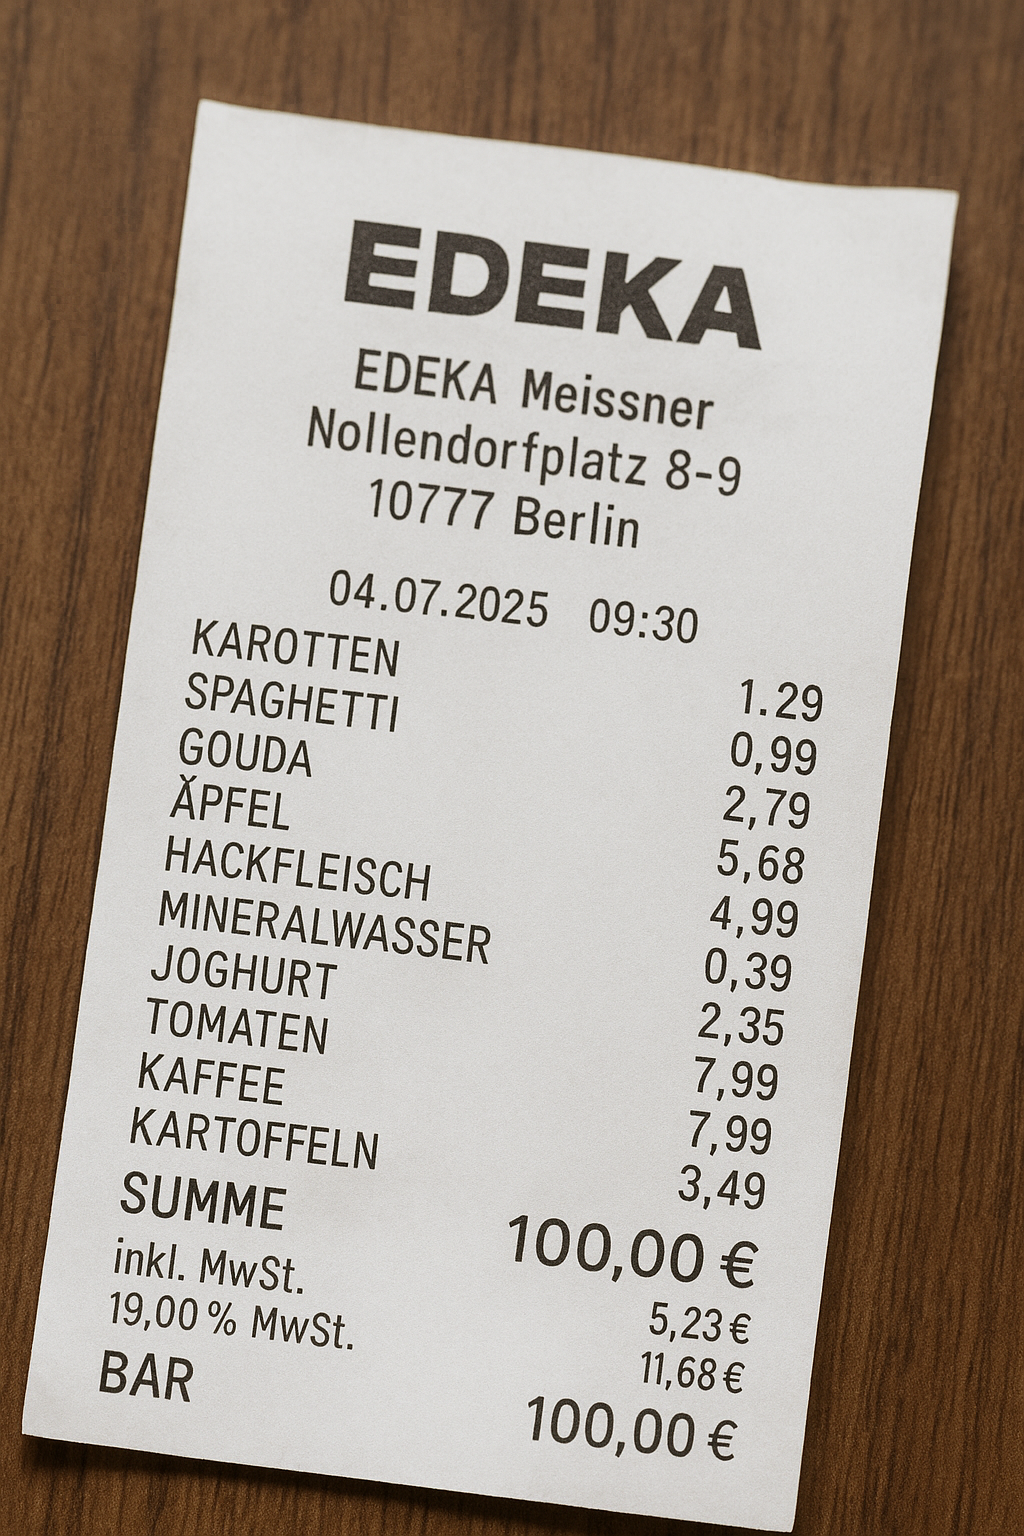 EDEKA
EDEKA Meissner
Nollendorfplatz 8-9
10777 Berlin
04.07.2025 09:30
KAROTTEN 1.29
SPAGHETTI 0,99
GOUDA 2,79
ÄPFEL 5,68
HACKFLEISCH 4,99
MINERALWASSER 0,39
JOGHURT 2,35
TOMATEN 7,99
KAFFEE 7,99
KARTOFFELN 3,49
SUMME 100,00 €
inkl. MwSt. 5,23 €
19,00 % MwSt. 11,68 €
BAR 100,00 €